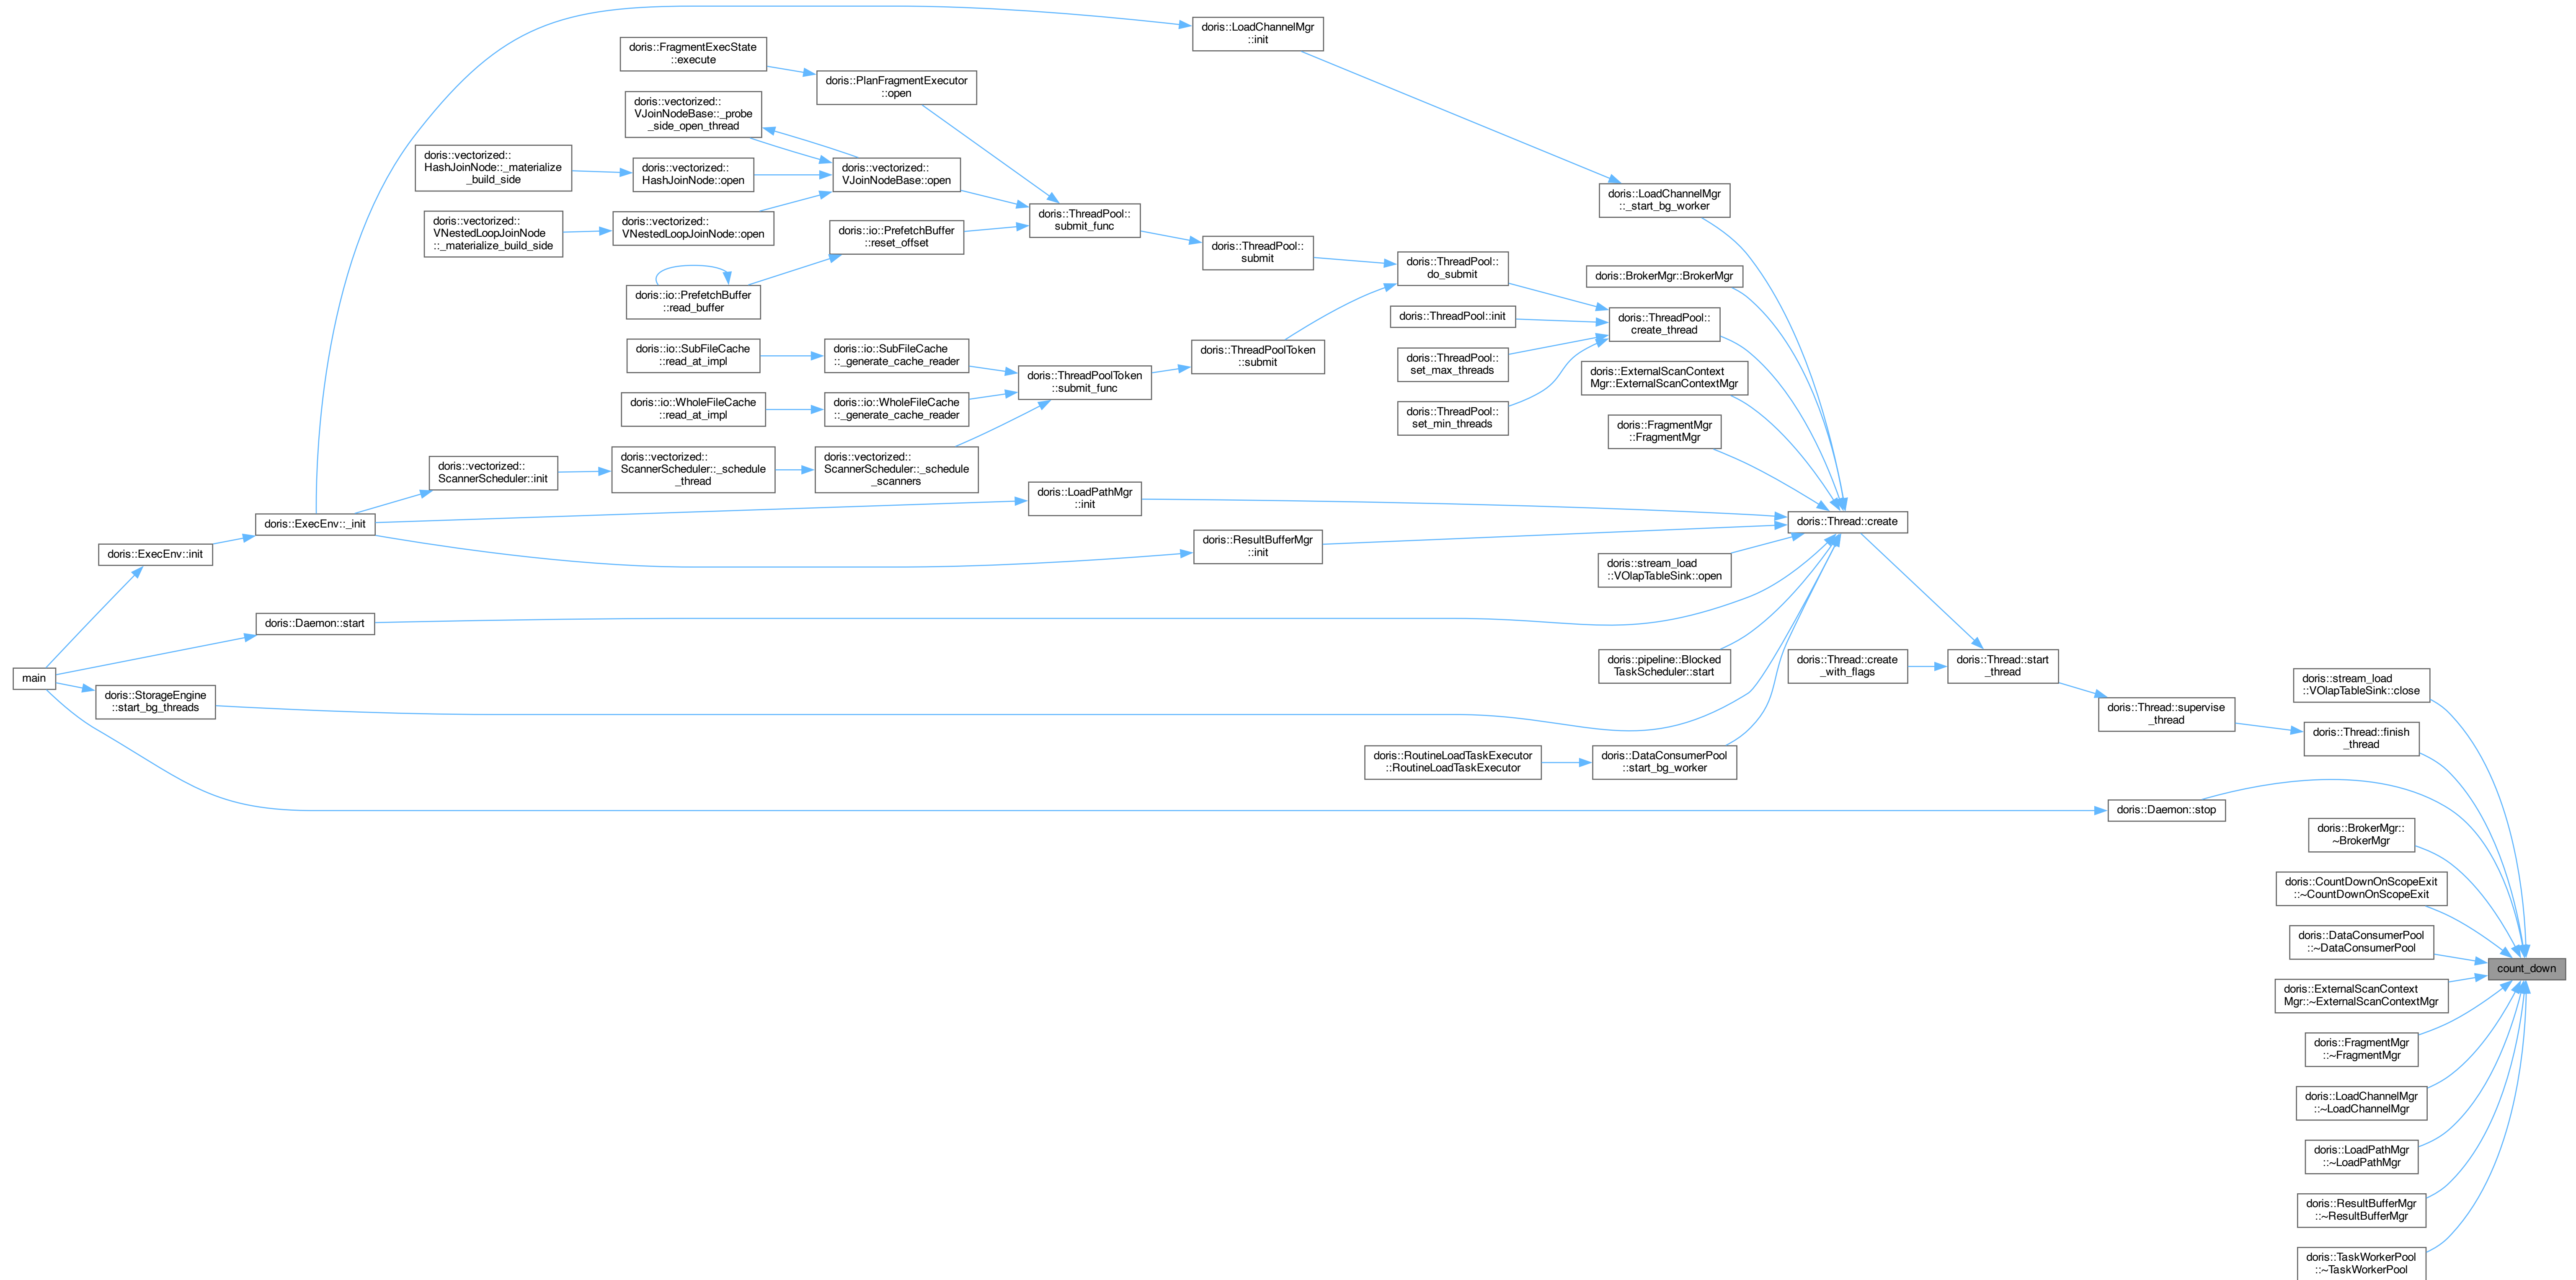 doris::LoadChannelMgr
::init
doris::FragmentExecState
::execute
doris::PlanFragmentExecutor
::open
doris::vectorized::
VJoinNodeBase::_probe
_side_open_thread
doris::vectorized::
HashJoinNode::_materialize
_build_side
doris::vectorized::
HashJoinNode::open
doris::vectorized::
VJoinNodeBase::open
doris::LoadChannelMgr
::_start_bg_worker
doris::vectorized::
VNestedLoopJoinNode
::_materialize_build_side
doris::vectorized::
VNestedLoopJoinNode::open
doris::io::PrefetchBuffer
::reset_offset
doris::ThreadPool::
submit_func
doris::ThreadPool::
submit
doris::ThreadPool::
do_submit
doris::BrokerMgr::BrokerMgr
doris::io::PrefetchBuffer
::read_buffer
doris::ThreadPool::init
doris::ThreadPool::
create_thread
doris::io::SubFileCache
::read_at_impl
doris::io::SubFileCache
::_generate_cache_reader
doris::ThreadPoolToken
::submit
doris::ThreadPool::
set_max_threads
doris::ThreadPoolToken
::submit_func
doris::ExternalScanContext
Mgr::ExternalScanContextMgr
doris::io::WholeFileCache
::read_at_impl
doris::io::WholeFileCache
::_generate_cache_reader
doris::ThreadPool::
set_min_threads
doris::FragmentMgr
::FragmentMgr
doris::vectorized::
ScannerScheduler::init
doris::vectorized::
ScannerScheduler::_schedule
_thread
doris::vectorized::
ScannerScheduler::_schedule
_scanners
doris::LoadPathMgr
::init
doris::ExecEnv::_init
doris::Thread::create
doris::ExecEnv::init
doris::ResultBufferMgr
::init
doris::stream_load
::VOlapTableSink::open
doris::Daemon::start
main
doris::pipeline::Blocked
TaskScheduler::start
doris::Thread::create
_with_flags
doris::Thread::start
_thread
doris::stream_load
::VOlapTableSink::close
doris::StorageEngine
::start_bg_threads
doris::Thread::supervise
_thread
doris::Thread::finish
_thread
doris::RoutineLoadTaskExecutor
::RoutineLoadTaskExecutor
doris::DataConsumerPool
::start_bg_worker
doris::Daemon::stop
doris::BrokerMgr::
~BrokerMgr
doris::CountDownOnScopeExit
::~CountDownOnScopeExit
doris::DataConsumerPool
::~DataConsumerPool
count_down
doris::ExternalScanContext
Mgr::~ExternalScanContextMgr
doris::FragmentMgr
::~FragmentMgr
doris::LoadChannelMgr
::~LoadChannelMgr
doris::LoadPathMgr
::~LoadPathMgr
doris::ResultBufferMgr
::~ResultBufferMgr
doris::TaskWorkerPool
::~TaskWorkerPool